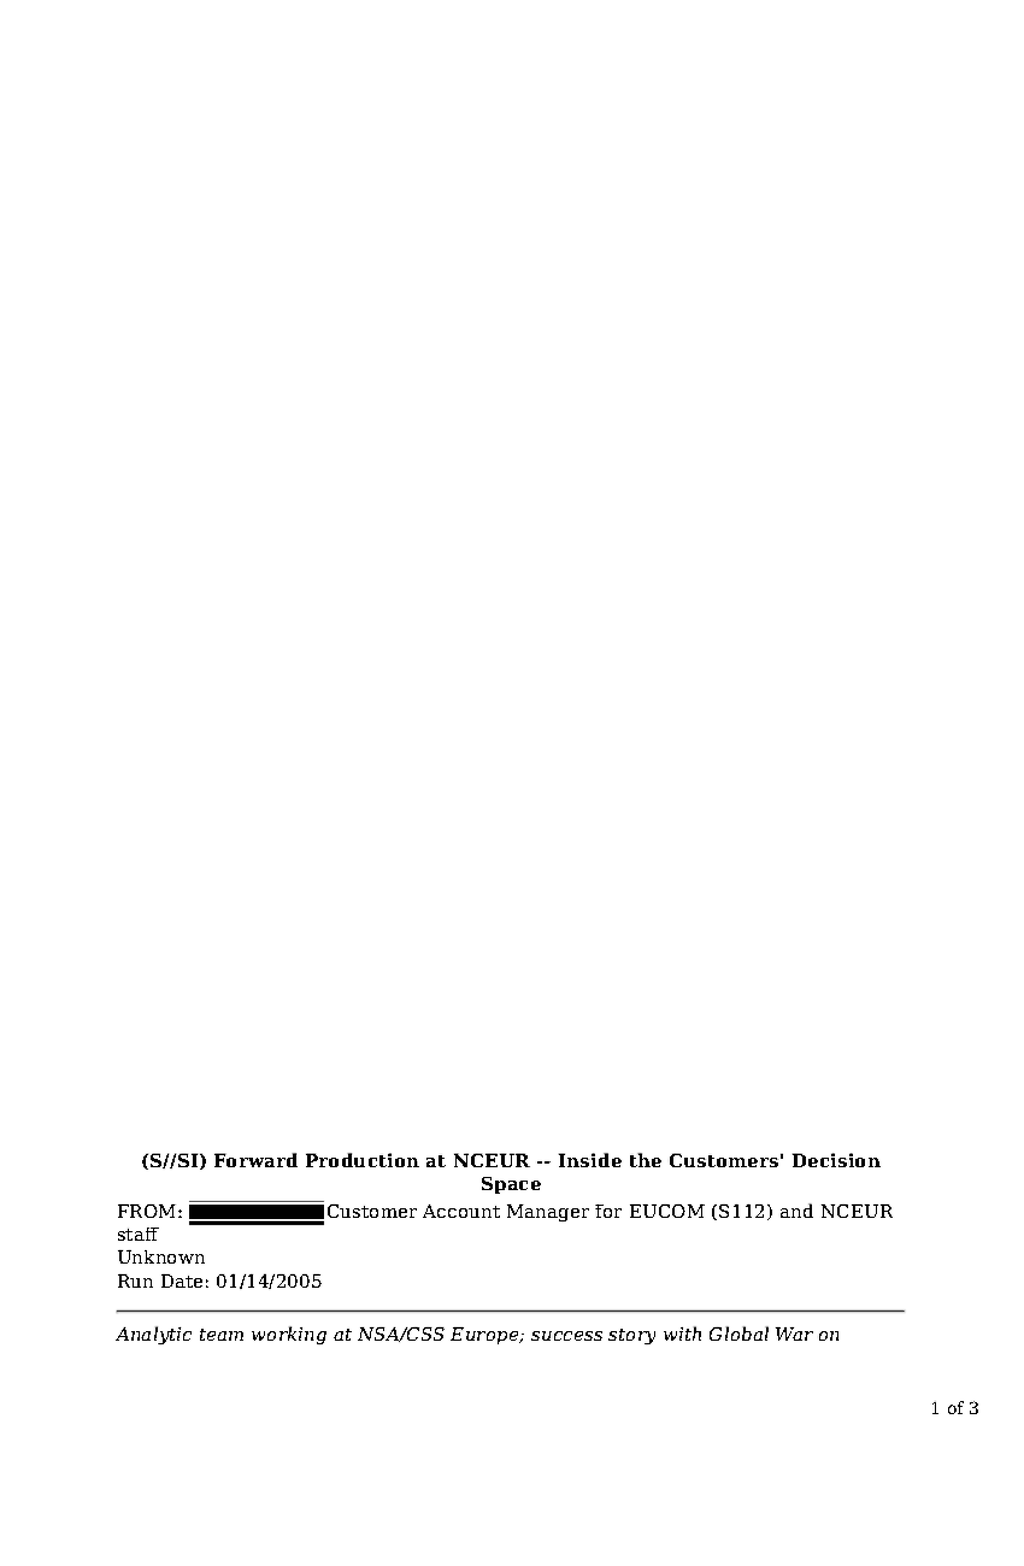 (S//SI) Forward Production at NCEUR -- Inside the Customers' Decision
Space
FROM: Customer Account Manager for EUCOM (S112) and NCEUR
staff
Unknown
Run Date: 01/14/2005
Analytic team working at NSA/CSS Europe; success story with Global War on
1 of 3